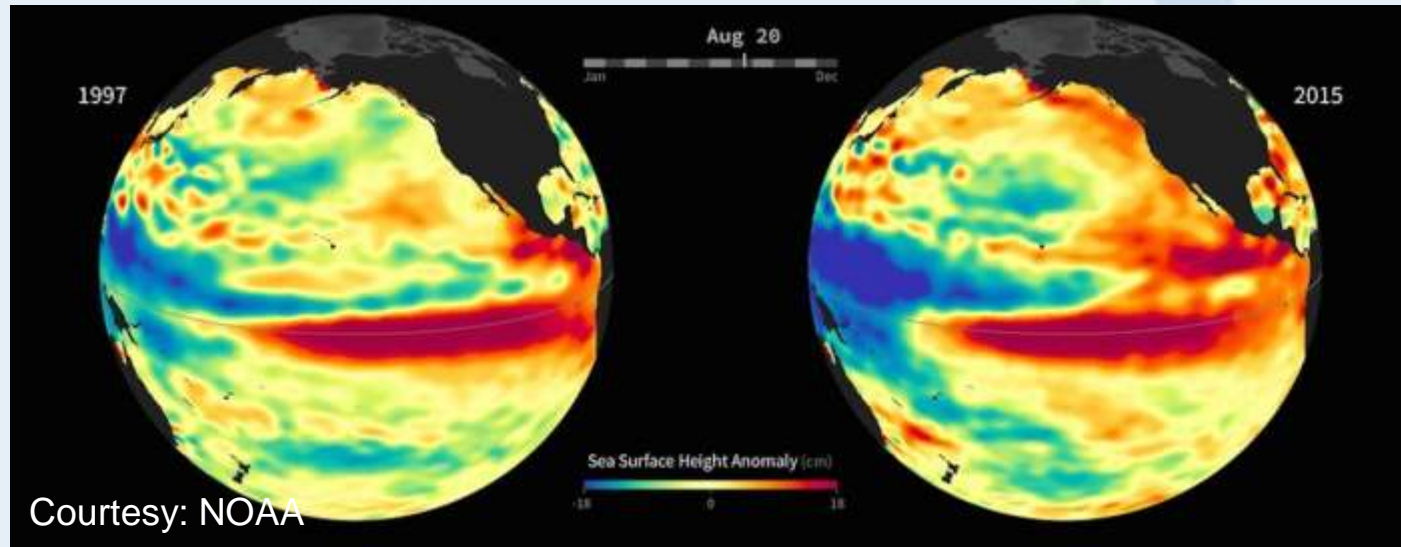 Aug 20
Jan Dec
1997
2015
Sea Surface Height Anomaly (cm)
-18 0 18
Courtesy: NOAA